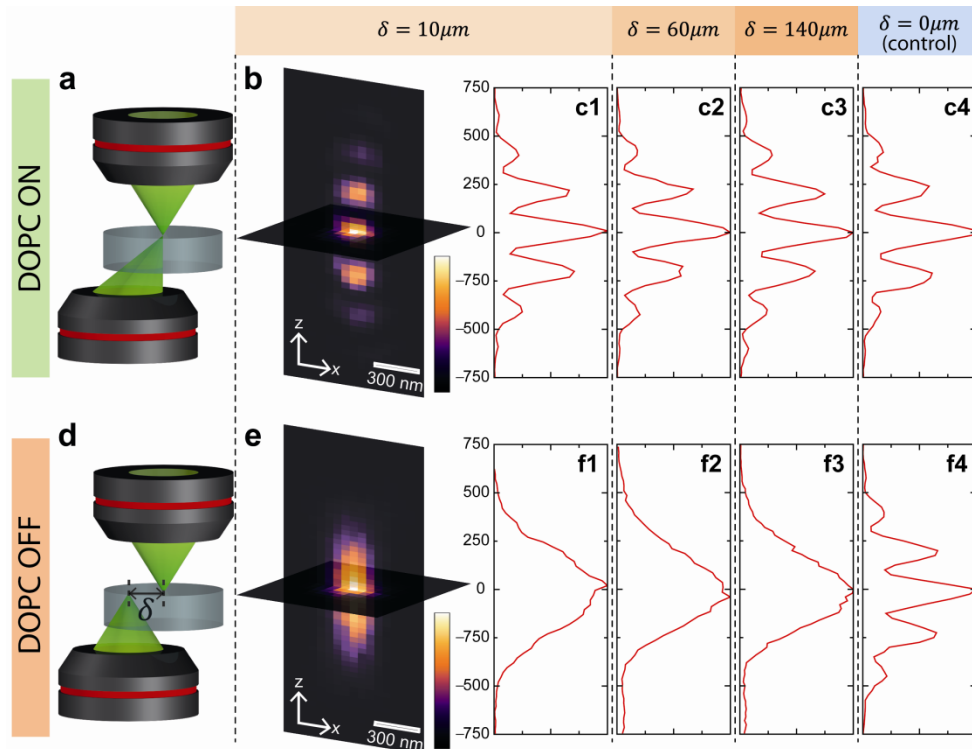 δ = 10μm
δ = 60μm
δ = 140μm
δ = 0μm
(control)
DOPC ON
a
b
z
x
300 nm
750
500
250
0
−250
−500
−750
c1
c2
c3
c4
DOPC OFF
d
δ
e
z
x
300 nm
750
500
250
0
−250
−500
−750
f1
f2
f3
f4